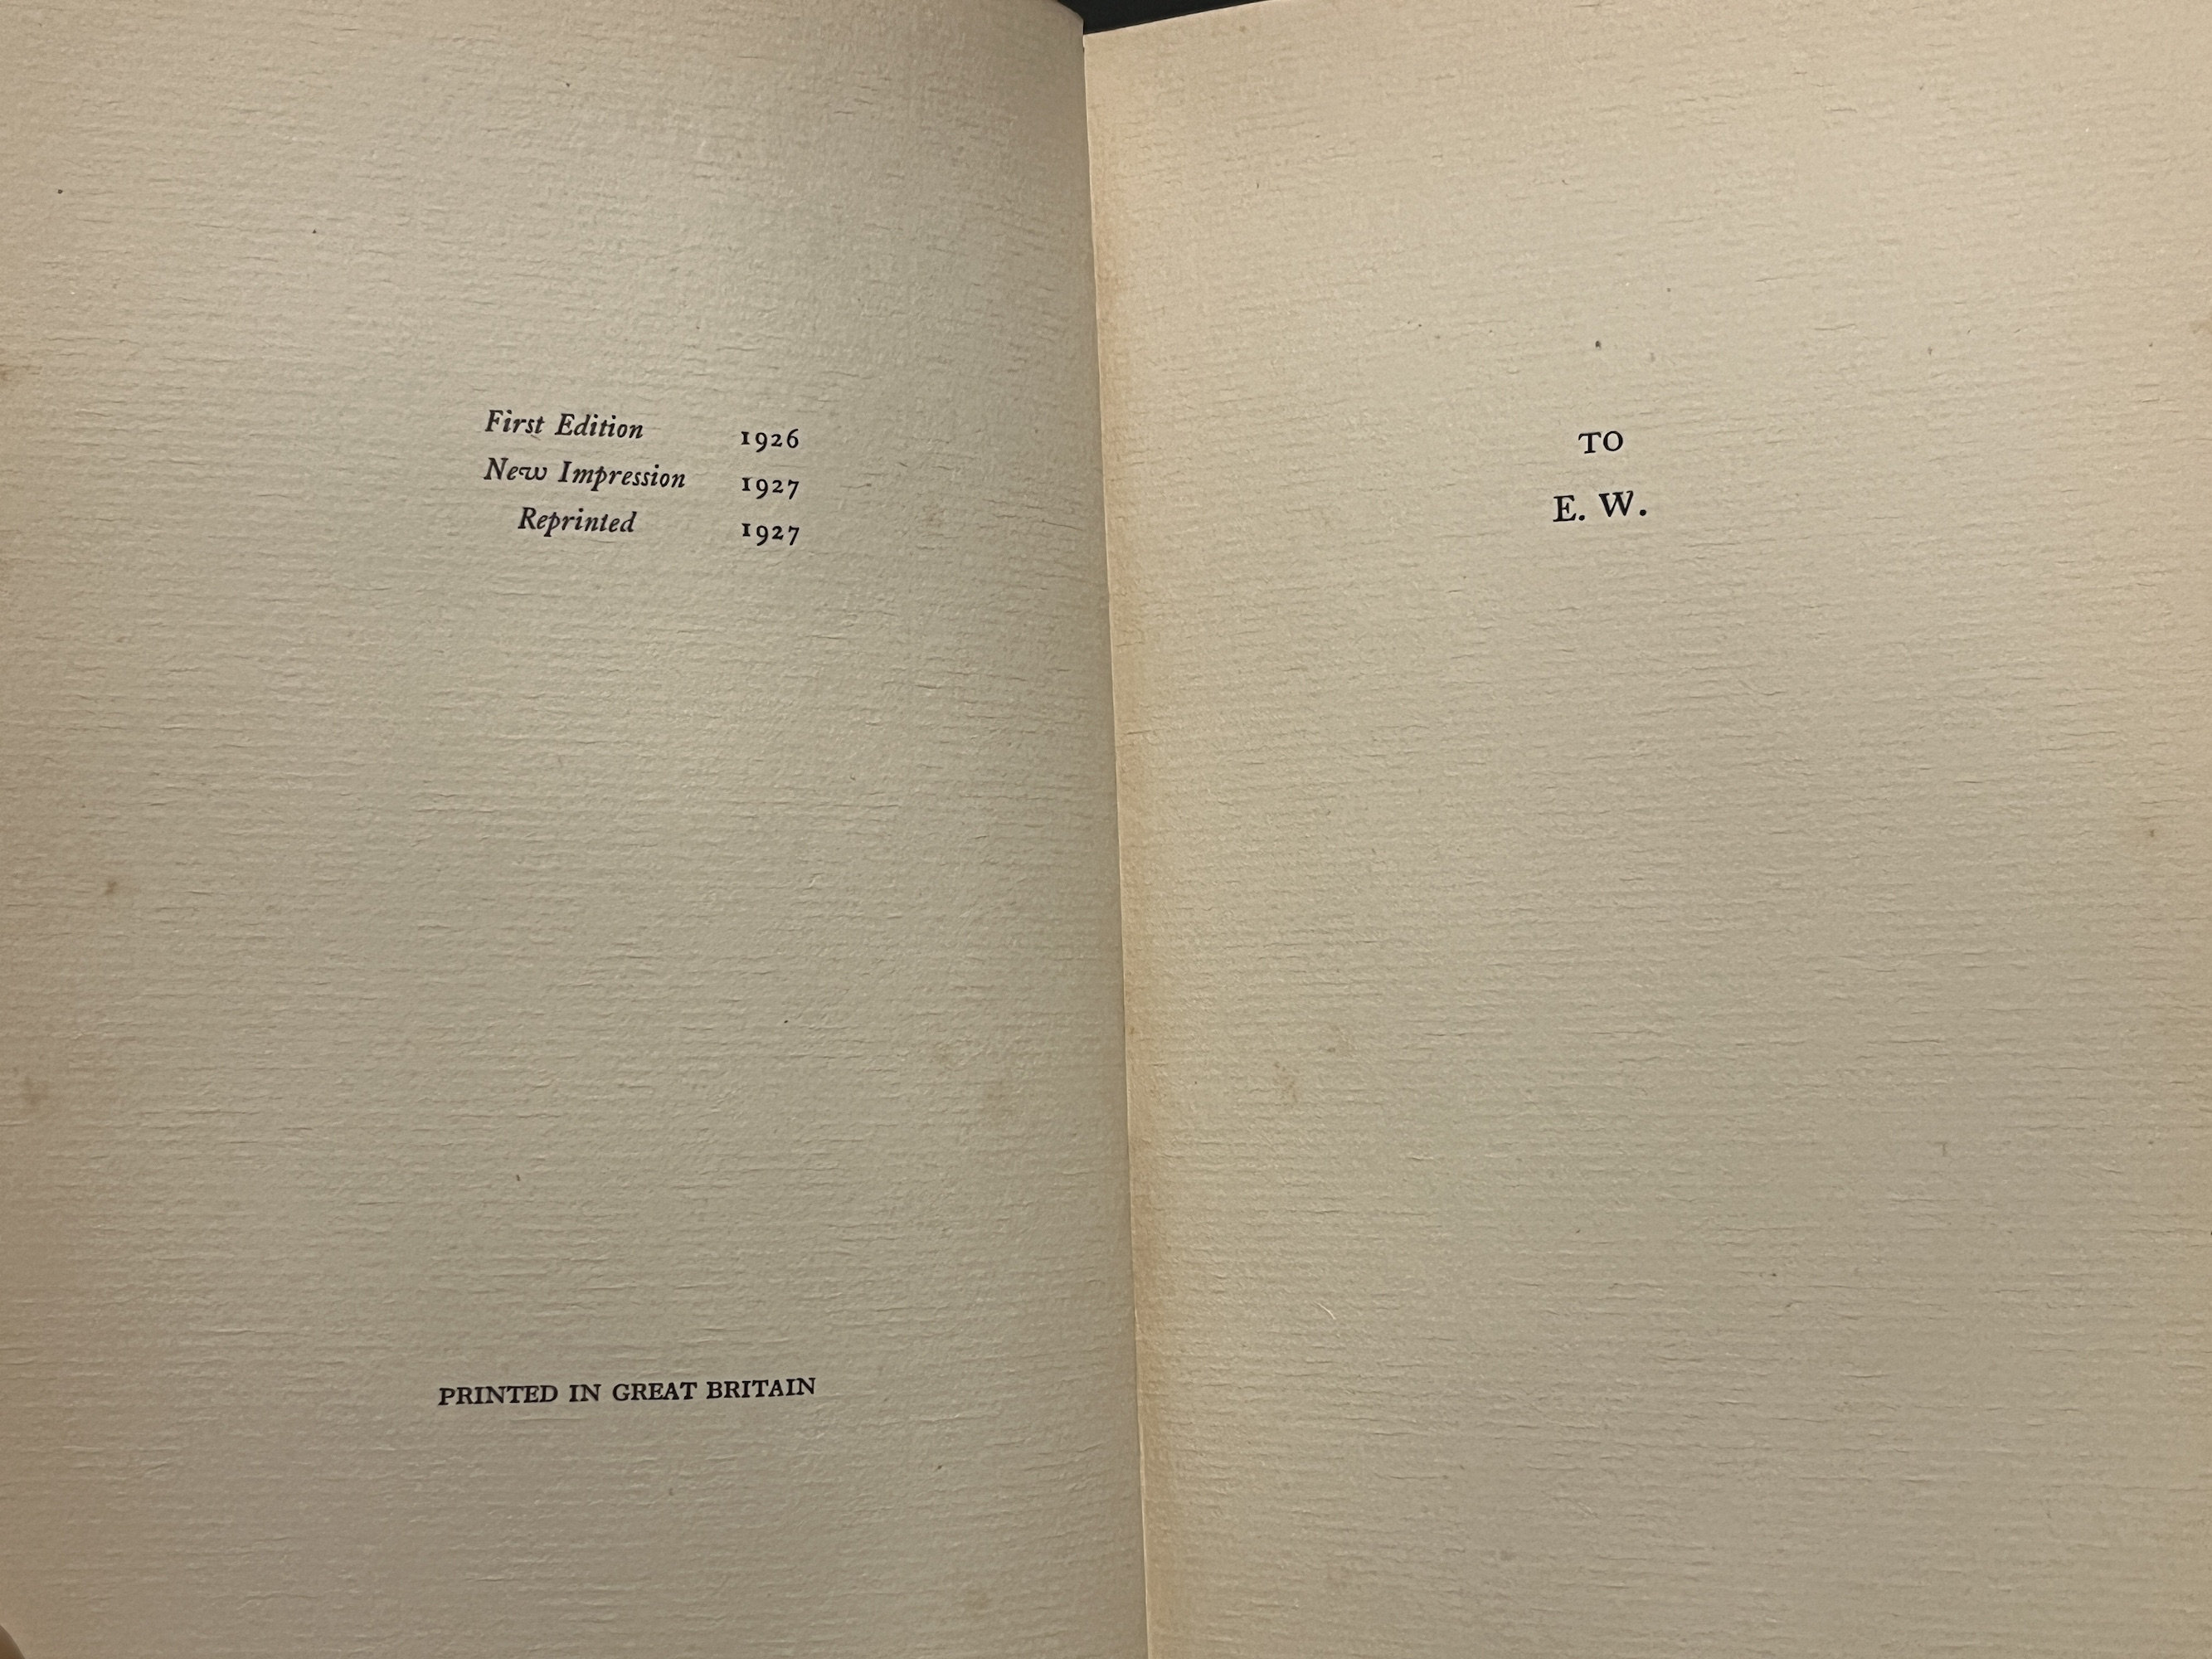 First Edition 1926
New Impression 1927
Reprinted 1927
PRINTED IN GREAT BRITAIN
TO
E. W.